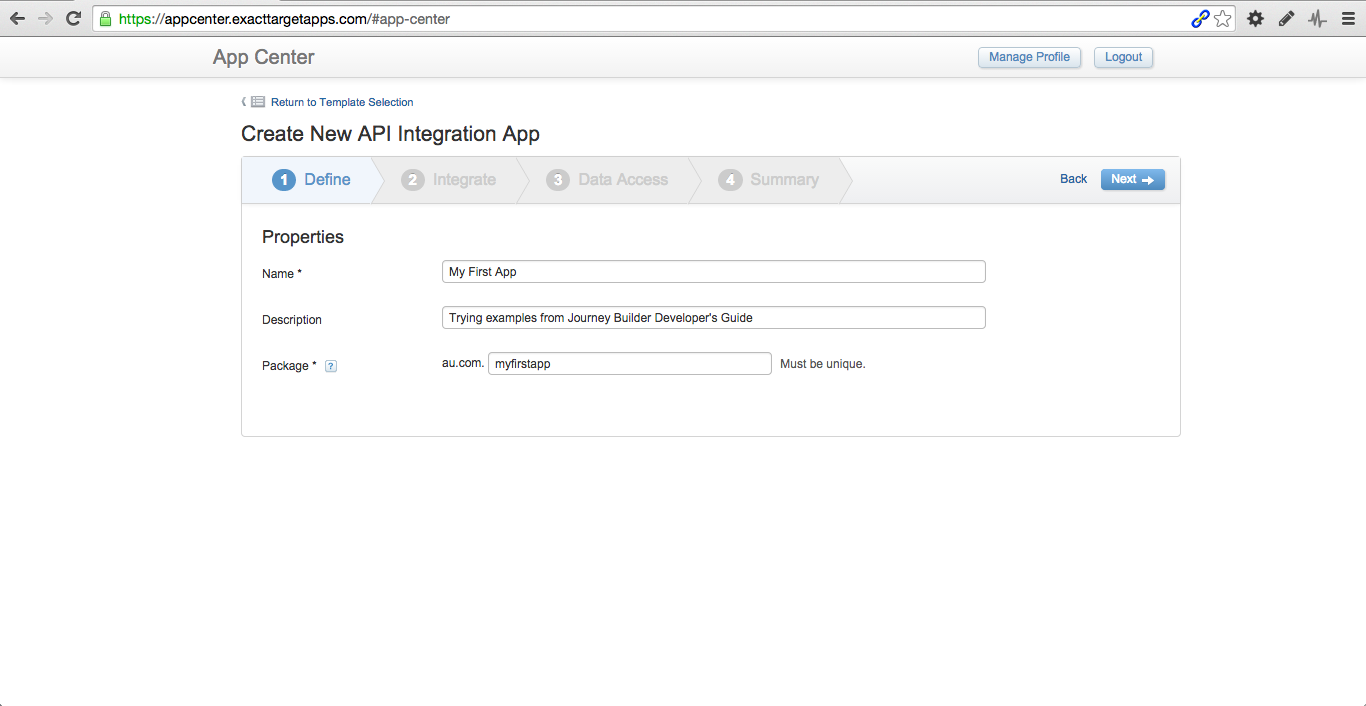 https://appcenter.exacttargetapps.com/#app-center
App Center
Manage Profile
Logout
Return to Template Selection
Create New API Integration App
1 Define
2 Integrate
3 Data Access
4 Summary
Back
Next
Properties
Name *
My First App
Description
Trying examples from Journey Builder Developer's Guide
Package * ?
au.com. myfirstapp Must be unique.